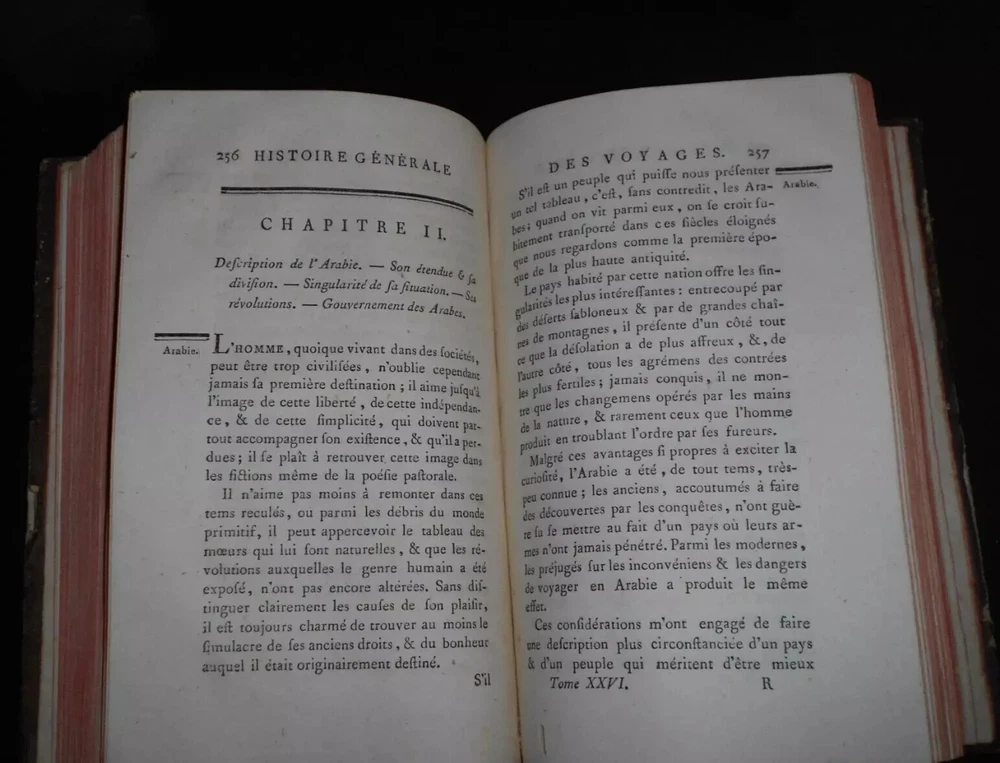 256 HISTOIRE GÉNÉRALE
CHAPITRE II.
Deſcription de l'Arabie. — Son étendue & ſa
diviſion. — Singularité de ſa ſituation. — Ses
révolutions. — Gouvernement des Arabes.
Arabie.
L'HOMME, quoique vivant dans des ſociétés,
peut être trop civiliſées, n'oublie cependant
jamais ſa première deſtination ; il aime juſqu'à
l'image de cette liberté, de cette indépendan-
ce, & de cette ſimplicité, qui doivent par-
tout accompagner ſon exiſtence, & qu'il a per-
dues ; il ſe plaît à retrouver cette image dans
les fictions même de la poéſie paſtorale.
Il n'aime pas moins à remonter dans ces
tems reculés, ou parmi les débris du monde
primitif, il peut appercevoir le tableau des
mœurs qui lui ſont naturelles, & que les ré-
volutions auxquelles le genre humain a été
expoſé, n'ont pas encore altérées. Sans diſ-
tinguer clairement les cauſes de ſon plaiſir,
il eſt toujours charmé de trouver au moins le
ſimulacre de ſes anciens droits, & du bonheur
auquel il était originairement deſtiné.
S'il
DES VOYAGES. 257
Arabie.
S'il eſt un peuple qui puiſſe nous préſenter
un tel tableau, c'eſt, ſans contredit, les Ara-
bes ; quand on vit parmi eux, on ſe croit ſu-
bitement tranſporté dans ces ſiècles éloignés
que nous regardons comme la première épo-
que de la plus haute antiquité.
Le pays habité par cette nation offre les ſin-
gularités les plus intéreſſantes : entrecoupé par
des déſerts ſabloneux & par de grandes chaî-
nes de montagnes, il préſente d'un côté tout
ce que la déſolation a de plus affreux, &, de
l'autre côté, tous les agrémens des contrées
les plus fertiles ; jamais conquis, il ne mon-
tre que les changemens opérés par les mains
de la nature, & rarement ceux que l'homme
produit en troublant l'ordre par ſes fureurs.
Malgré ces avantages ſi propres à exciter la
curioſité, l'Arabie a été, de tout tems, très-
peu connue ; les anciens, accoutumés à faire
des découvertes par les conquêtes, n'ont guè-
re ſu ſe mettre au fait d'un pays où leurs ar-
mes n'ont jamais pénétré. Parmi les modernes,
les préjugés ſur les inconvéniens & les dangers
de voyager en Arabie a produit le même
effet.
Ces conſidérations m'ont engagé de faire
une deſcription plus circonſtanciée d'un pays
& d'un peuple qui méritent d'être mieux
Tome XXVI. R